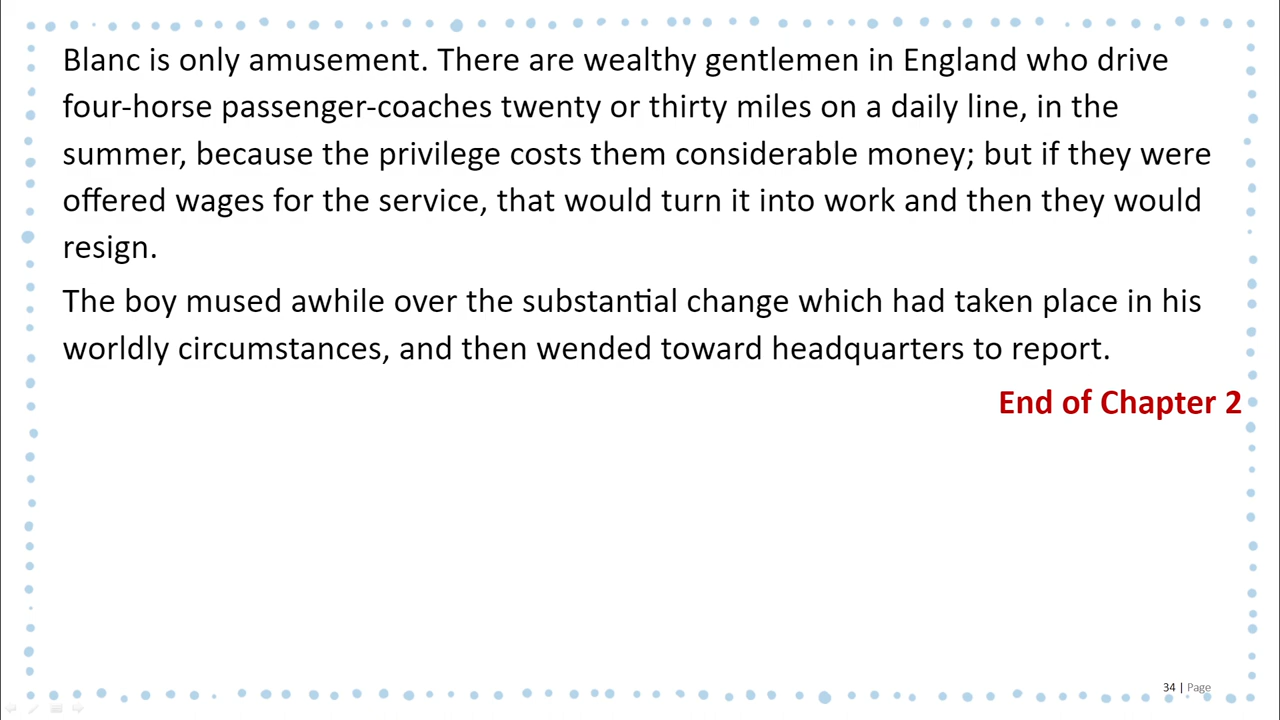 Blanc is only amusement. There are wealthy gentlemen in England who drive
four-horse passenger-coaches twenty or thirty miles on a daily line, in the
summer, because the privilege costs them considerable money; but if they were
offered wages for the service, that would turn it into work and then they would
resign.
The boy mused awhile over the substantial change which had taken place in his
worldly circumstances, and then wended toward headquarters to report.
End of Chapter 2
34 | Page